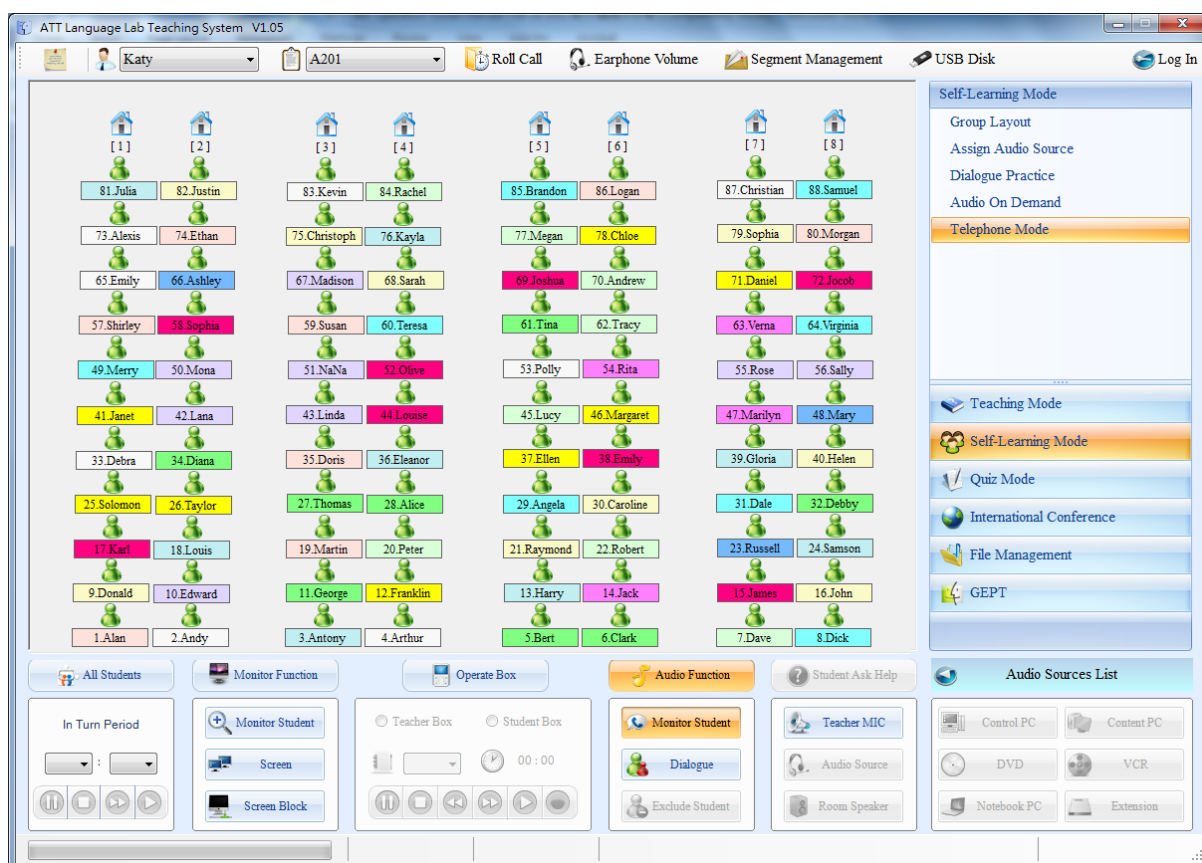 ATT Language Lab Teaching System V1.05
Katy A201 Roll Call Earphone Volume Segment Management USB Disk Log In
[1] [2] [3] [4] [5] [6] [7] [8]
81.Julia 82.Justin 83.Kevin 84.Rachel 85.Brandon 86.Logan 87.Christian 88.Samuel
73.Alexis 74.Ethan 75.Christoph 76.Kayla 77.Megan 78.Chloe 79.Sophia 80.Morgan
65.Emily 66.Ashley 67.Madison 68.Sarah 69.Joshua 70.Andrew 71.Daniel 72.Jocob
57.Shirley 58.Sophia 59.Susan 60.Teresa 61.Tina 62.Tracy 63.Verna 64.Virginia
49.Merry 50.Mona 51.NaNa 52.Olive 53.Polly 54.Rita 55.Rose 56.Sally
41.Janet 42.Lana 43.Linda 44.Louise 45.Lucy 46.Margaret 47.Marilyn 48.Mary
33.Debra 34.Diana 35.Doris 36.Eleanor 37.Ellen 38.Emily 39.Gloria 40.Helen
25.Solomon 26.Taylor 27.Thomas 28.Alice 29.Angela 30.Caroline 31.Dale 32.Debby
17.Karl 18.Louis 19.Martin 20.Peter 21.Raymond 22.Robert 23.Russell 24.Samson
9.Donald 10.Edward 11.George 12.Franklin 13.Harry 14.Jack 15.James 16.John
1.Alan 2.Andy 3.Antony 4.Arthur 5.Bert 6.Clark 7.Dave 8.Dick
Self-Learning Mode
Group Layout
Assign Audio Source
Dialogue Practice
Audio On Demand
Telephone Mode
Teaching Mode
Self-Learning Mode
Quiz Mode
International Conference
File Management
GEPT
All Students Monitor Function Operate Box Audio Function Student Ask Help Audio Sources List
In Turn Period
:
Monitor Student
Screen
Screen Block
Teacher Box Student Box
00:00
Monitor Student
Dialogue
Exclude Student
Teacher MIC
Audio Source
Room Speaker
Control PC Content PC
DVD VCR
Notebook PC Extension